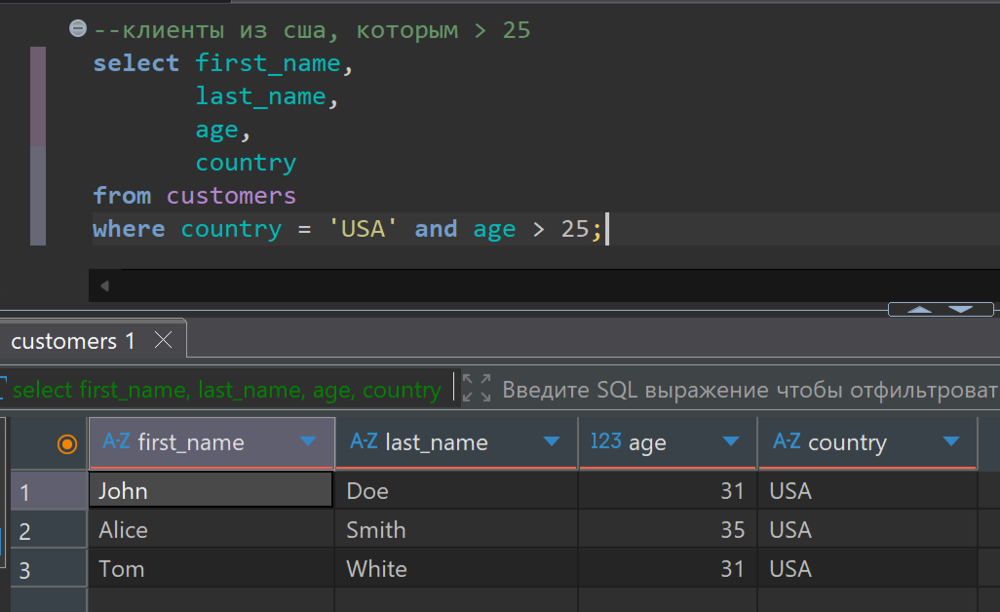 --клиенты из сша, которым > 25
select first_name,
last_name,
age,
country
from customers
where country = 'USA' and age > 25;
customers 1
select first_name, last_name, age, country
Введите SQL выражение чтобы отфильтроват
A-Z first_name A-Z last_name 123 age A-Z country
1 John Doe 31 USA
2 Alice Smith 35 USA
3 Tom White 31 USA